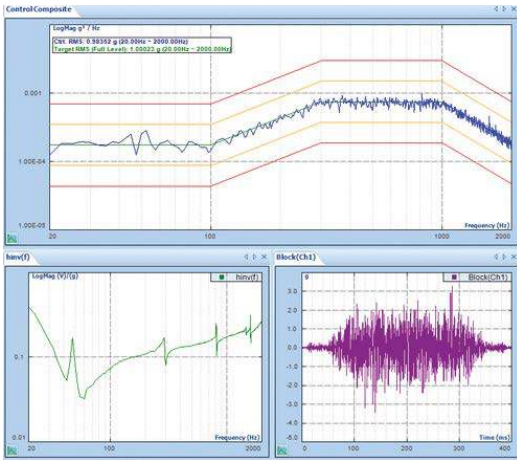 ControlComposite
LogMag g² / Hz
Ctrl. RMS: 0.98352 g (20.00Hz ~ 2000.00Hz)
Target RMS (Full Level): 1.00023 g (20.00Hz ~ 2000.00Hz)
0.001
1.00E-04
1.00E-05
20
100
1000
2000
Frequency (Hz)
hinv(f)
LogMag (V)/(g)
hinv(f)
0.1
0.01
20
100
2000
Frequency (Hz)
Block(Ch1)
g
Block(Ch1)
3.0
2.0
1.0
0.0
-1.0
-2.0
-3.0
-4.0
-5.0
0
100
200
300
400
Time (ms)